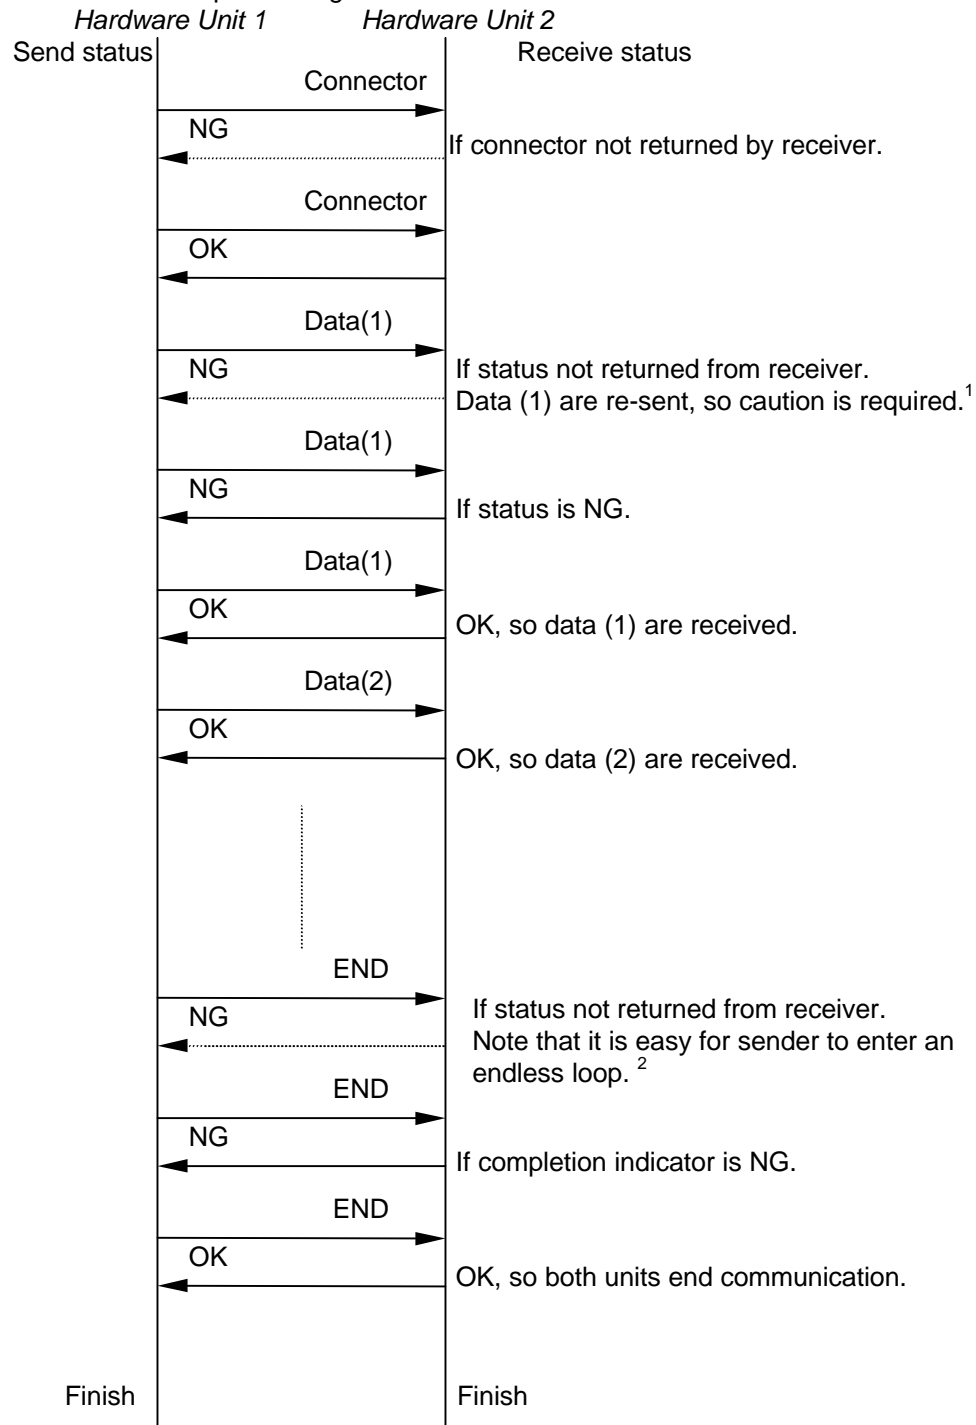 Hardware Unit 1 Hardware Unit 2
Send status Receive status
Connector
NG
If connector not returned by receiver.
Connector
OK
Data(1)
NG If status not returned from receiver.
Data (1) are re-sent, so caution is required.1
Data(1)
NG
If status is NG.
Data(1)
OK
OK, so data (1) are received.
Data(2)
OK
OK, so data (2) are received.
END
If status not returned from receiver.
NG
Note that it is easy for sender to enter an
endless loop. 2
END
NG
If completion indicator is NG.
END
OK
OK, so both units end communication.
Finish Finish